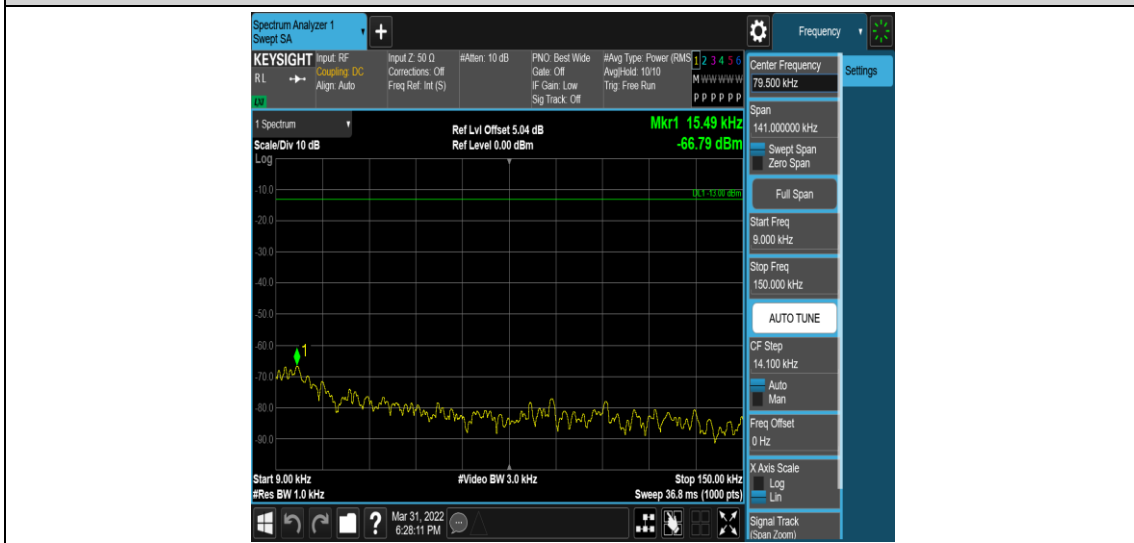 Spectrum Analyzer 1
Swept SA
Frequency
KEYSIGHT
RL
LXI
Input: RF
Coupling: DC
Align: Auto
Input Z: 50 Ω
Corrections: Off
Freq Ref: Int (S)
#Atten: 10 dB
PNO: Best Wide
Gate: Off
IF Gain: Low
Sig Track: Off
#Avg Type: Power (RMS
Avg|Hold: 10/10
Trig: Free Run
1 2 3 4 5 6
M W W W W W
P P P P P P
Center Frequency
79.500 kHz
Settings
Span
141.000000 kHz
Swept Span
Zero Span
Full Span
Start Freq
9.000 kHz
Stop Freq
150.000 kHz
AUTO TUNE
CF Step
14.100 kHz
Auto
Man
Freq Offset
0 Hz
X Axis Scale
Log
Lin
Signal Track
(Span Zoom)
1 Spectrum
Scale/Div 10 dB
Ref Lvl Offset 5.04 dB
Ref Level 0.00 dBm
Mkr1 15.49 kHz
-66.79 dBm
Log
DL1 -13.00 dBm
-10.0
-20.0
-30.0
-40.0
-50.0
-60.0
1
-70.0
-80.0
-90.0
Start 9.00 kHz
#Res BW 1.0 kHz
#Video BW 3.0 kHz
Stop 150.00 kHz
Sweep 36.8 ms (1000 pts)
?
Mar 31, 2022
6:28:11 PM